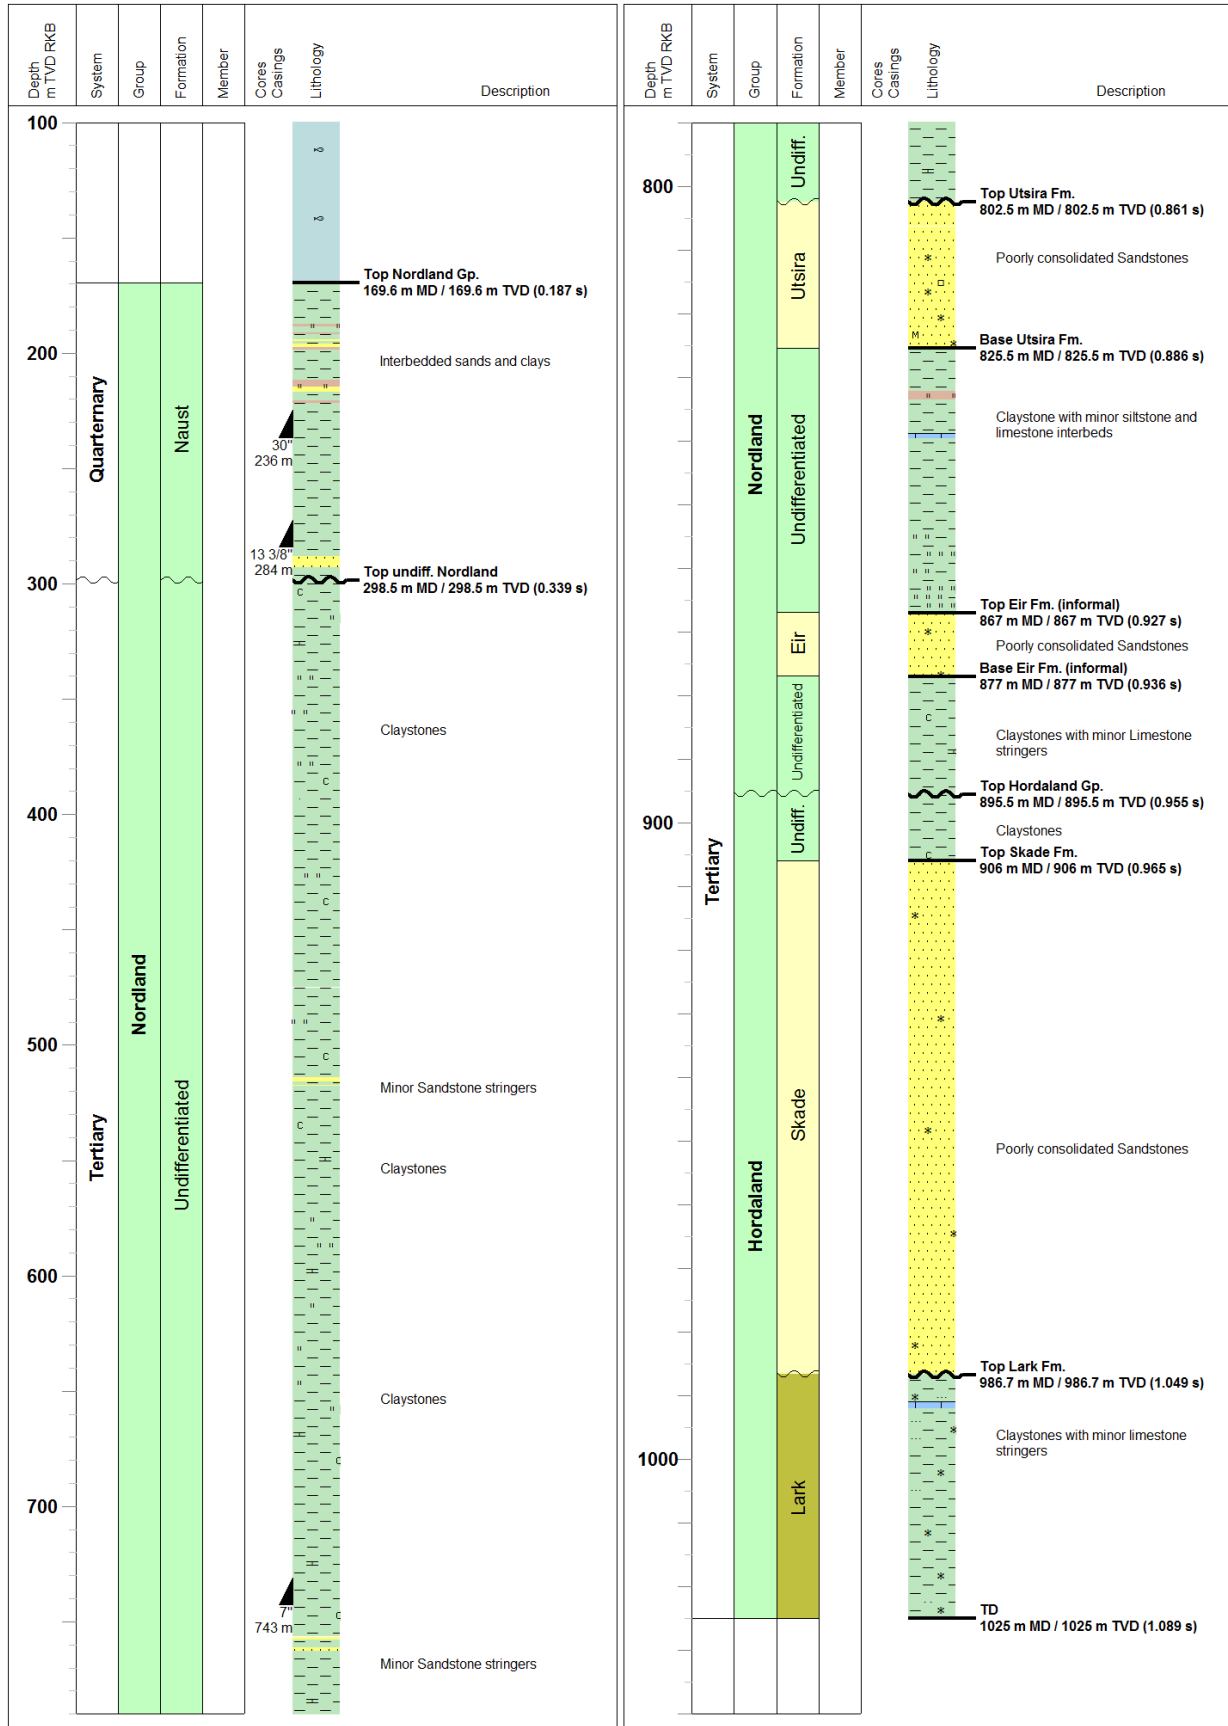 Depth
m TVD RKB
System
Group
Formation
Member
Cores
Casings
Lithology
Description
100
200
300
400
500
600
700
Quarternary
Tertiary
Nordland
Naust
Undifferentiated
30"
236 m
13 3/8"
284 m
7"
743 m
Top Nordland Gp.
169.6 m MD / 169.6 m TVD (0.187 s)
Interbedded sands and clays
Top undiff. Nordland
298.5 m MD / 298.5 m TVD (0.339 s)
Claystones
Minor Sandstone stringers
Claystones
Claystones
Minor Sandstone stringers
Depth
m TVD RKB
System
Group
Formation
Member
Cores
Casings
Lithology
Description
800
900
1000
Tertiary
Nordland
Hordaland
Undiff.
Utsira
Undifferentiated
Eir
Undifferentiated
Undiff.
Skade
Lark
Top Utsira Fm.
802.5 m MD / 802.5 m TVD (0.861 s)
Poorly consolidated Sandstones
Base Utsira Fm.
825.5 m MD / 825.5 m TVD (0.886 s)
Claystone with minor siltstone and
limestone interbeds
Top Eir Fm. (informal)
867 m MD / 867 m TVD (0.927 s)
Poorly consolidated Sandstones
Base Eir Fm. (informal)
877 m MD / 877 m TVD (0.936 s)
Claystones with minor Limestone
stringers
Top Hordaland Gp.
895.5 m MD / 895.5 m TVD (0.955 s)
Claystones
Top Skade Fm.
906 m MD / 906 m TVD (0.965 s)
Poorly consolidated Sandstones
Top Lark Fm.
986.7 m MD / 986.7 m TVD (1.049 s)
Claystones with minor limestone
stringers
TD
1025 m MD / 1025 m TVD (1.089 s)